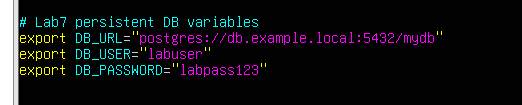 # Lab7 persistent DB variables
export DB_URL="postgres://db.example.local:5432/mydb"
export DB_USER="labuser"
export DB_PASSWORD="labpass123"